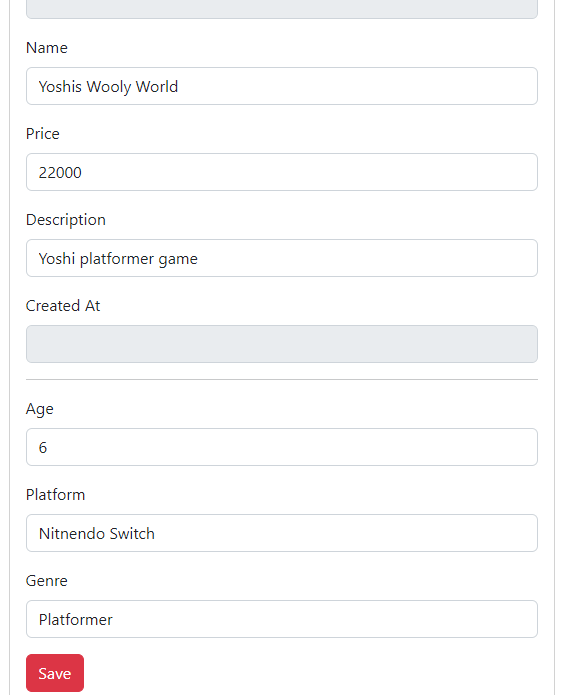 Name
Yoshis Wooly World
Price
22000
Description
Yoshi platformer game
Created At
Age
6
Platform
Nitnendo Switch
Genre
Platformer
Save